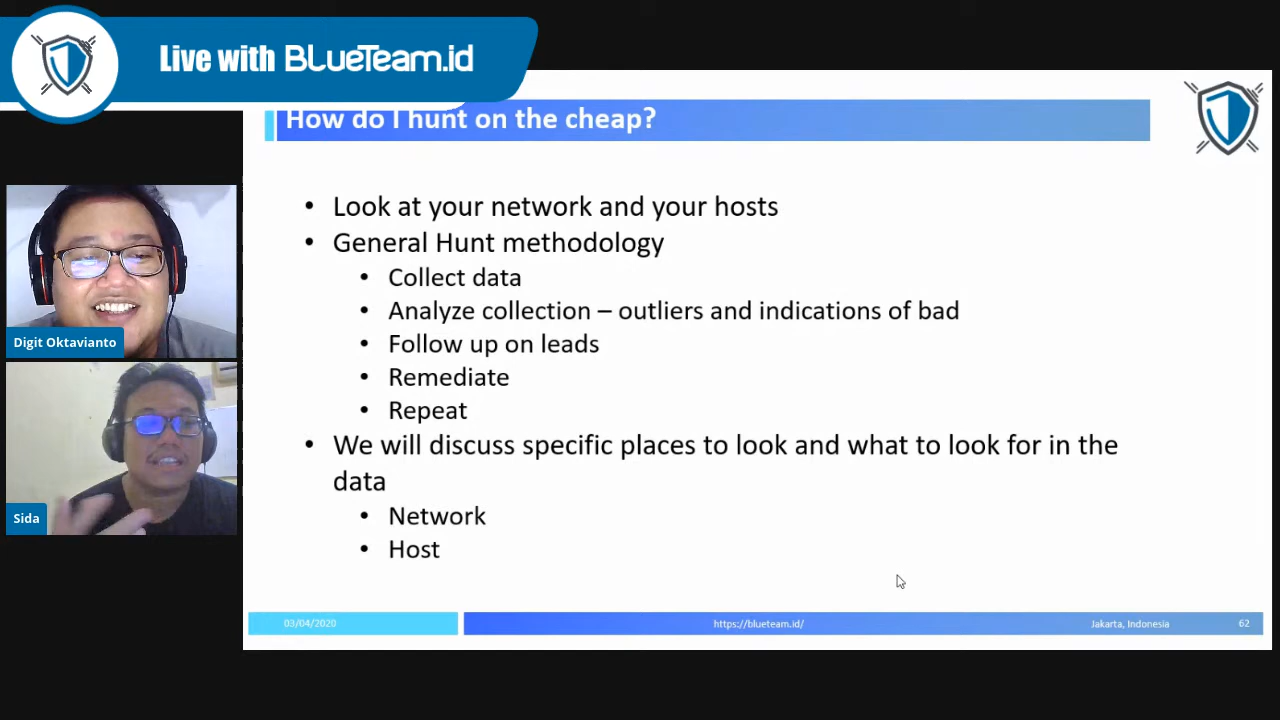 Live with BLueTeam.id
How do I hunt on the cheap?
• Look at your network and your hosts
• General Hunt methodology
• Collect data
• Analyze collection – outliers and indications of bad
• Follow up on leads
• Remediate
• Repeat
• We will discuss specific places to look and what to look for in the
data
• Network
• Host
Digit Oktavianto
Sida
03/04/2020
https://blueteam.id/
Jakarta, Indonesia
62